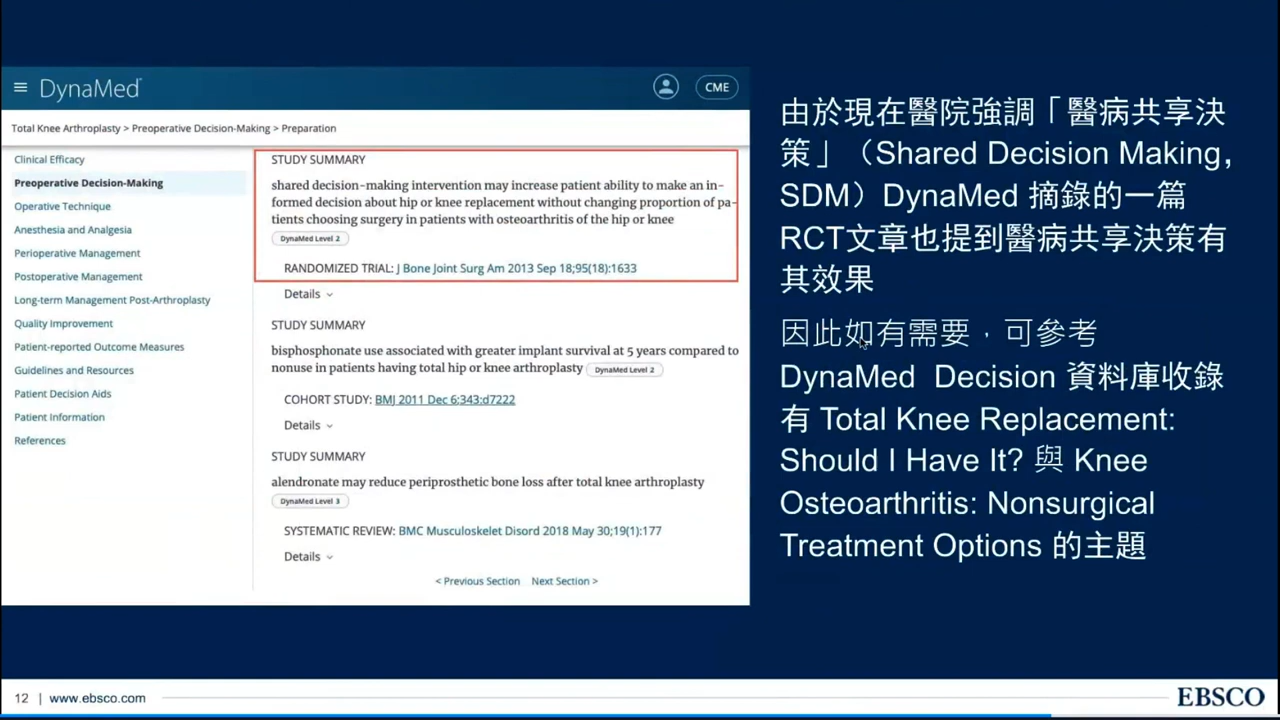 DynaMed
CME
Total Knee Arthroplasty > Preoperative Decision-Making > Preparation
Clinical Efficacy
Preoperative Decision-Making
Operative Technique
Anesthesia and Analgesia
Perioperative Management
Postoperative Management
Long-term Management Post-Arthroplasty
Quality Improvement
Patient-reported Outcome Measures
Guidelines and Resources
Patient Decision Aids
Patient Information
References
STUDY SUMMARY
shared decision-making intervention may increase patient ability to make an in-
formed decision about hip or knee replacement without changing proportion of pa-
tients choosing surgery in patients with osteoarthritis of the hip or knee
DynaMed Level 2
RANDOMIZED TRIAL: J Bone Joint Surg Am 2013 Sep 18;95(18):1633
Details
STUDY SUMMARY
bisphosphonate use associated with greater implant survival at 5 years compared to
nonuse in patients having total hip or knee arthroplasty DynaMed Level 2
COHORT STUDY: BMJ 2011 Dec 6:343:d7222
Details
STUDY SUMMARY
alendronate may reduce periprosthetic bone loss after total knee arthroplasty
DynaMed Level 3
SYSTEMATIC REVIEW: BMC Musculoskelet Disord 2018 May 30;19(1):177
Details
< Previous Section Next Section >
由於現在醫院強調「醫病共享決
策」（Shared Decision Making,
SDM）DynaMed 摘錄的一篇
RCT文章也提到醫病共享決策有
其效果
因此如有需要，可參考
DynaMed Decision 資料庫收錄
有 Total Knee Replacement:
Should I Have It? 與 Knee
Osteoarthritis: Nonsurgical
Treatment Options 的主題
12 | www.ebsco.com
EBSCO